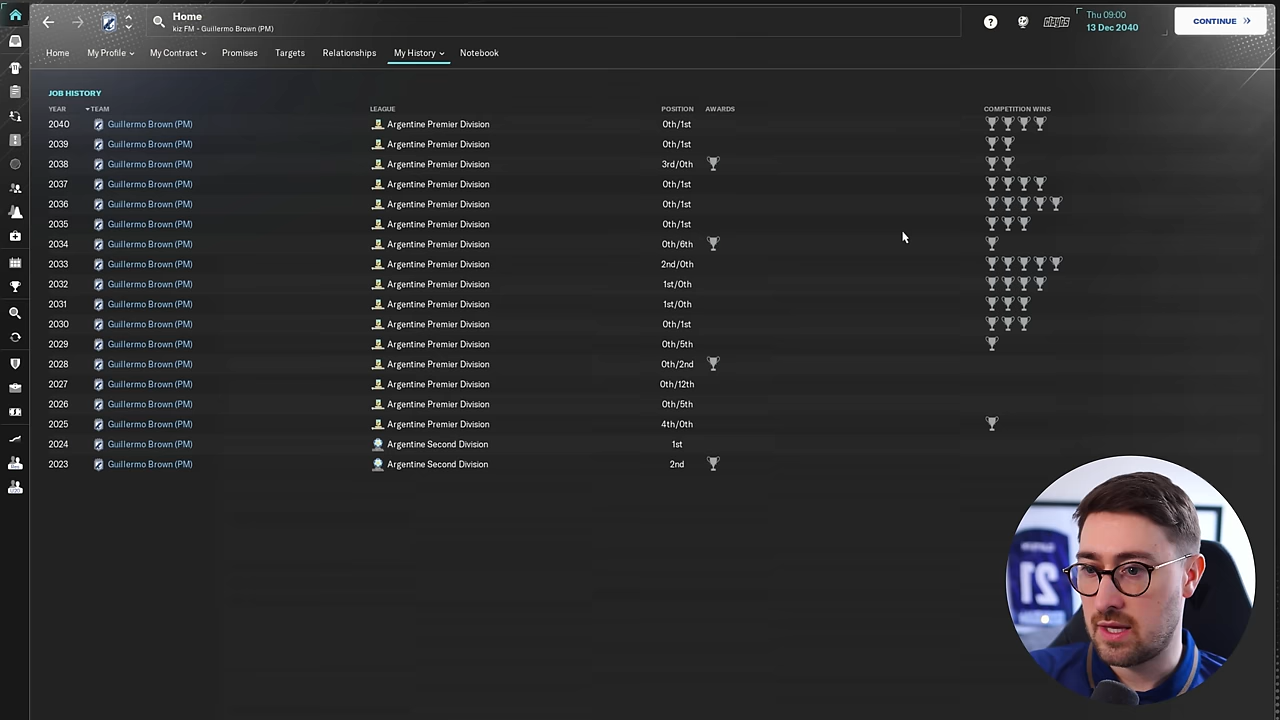 Home
kiz FM - Guillermo Brown (PM)
Thu 09:00
13 Dec 2040
CONTINUE
Home
My Profile
My Contract
Promises
Targets
Relationships
My History
Notebook
JOB HISTORY
YEAR TEAM LEAGUE POSITION AWARDS COMPETITION WINS
2040 Guillermo Brown (PM) Argentine Premier Division 0th/1st
2039 Guillermo Brown (PM) Argentine Premier Division 0th/1st
2038 Guillermo Brown (PM) Argentine Premier Division 3rd/0th
2037 Guillermo Brown (PM) Argentine Premier Division 0th/1st
2036 Guillermo Brown (PM) Argentine Premier Division 0th/1st
2035 Guillermo Brown (PM) Argentine Premier Division 0th/1st
2034 Guillermo Brown (PM) Argentine Premier Division 0th/6th
2033 Guillermo Brown (PM) Argentine Premier Division 2nd/0th
2032 Guillermo Brown (PM) Argentine Premier Division 1st/0th
2031 Guillermo Brown (PM) Argentine Premier Division 1st/0th
2030 Guillermo Brown (PM) Argentine Premier Division 0th/1st
2029 Guillermo Brown (PM) Argentine Premier Division 0th/5th
2028 Guillermo Brown (PM) Argentine Premier Division 0th/2nd
2027 Guillermo Brown (PM) Argentine Premier Division 0th/12th
2026 Guillermo Brown (PM) Argentine Premier Division 0th/5th
2025 Guillermo Brown (PM) Argentine Premier Division 4th/0th
2024 Guillermo Brown (PM) Argentine Second Division 1st
2023 Guillermo Brown (PM) Argentine Second Division 2nd
21